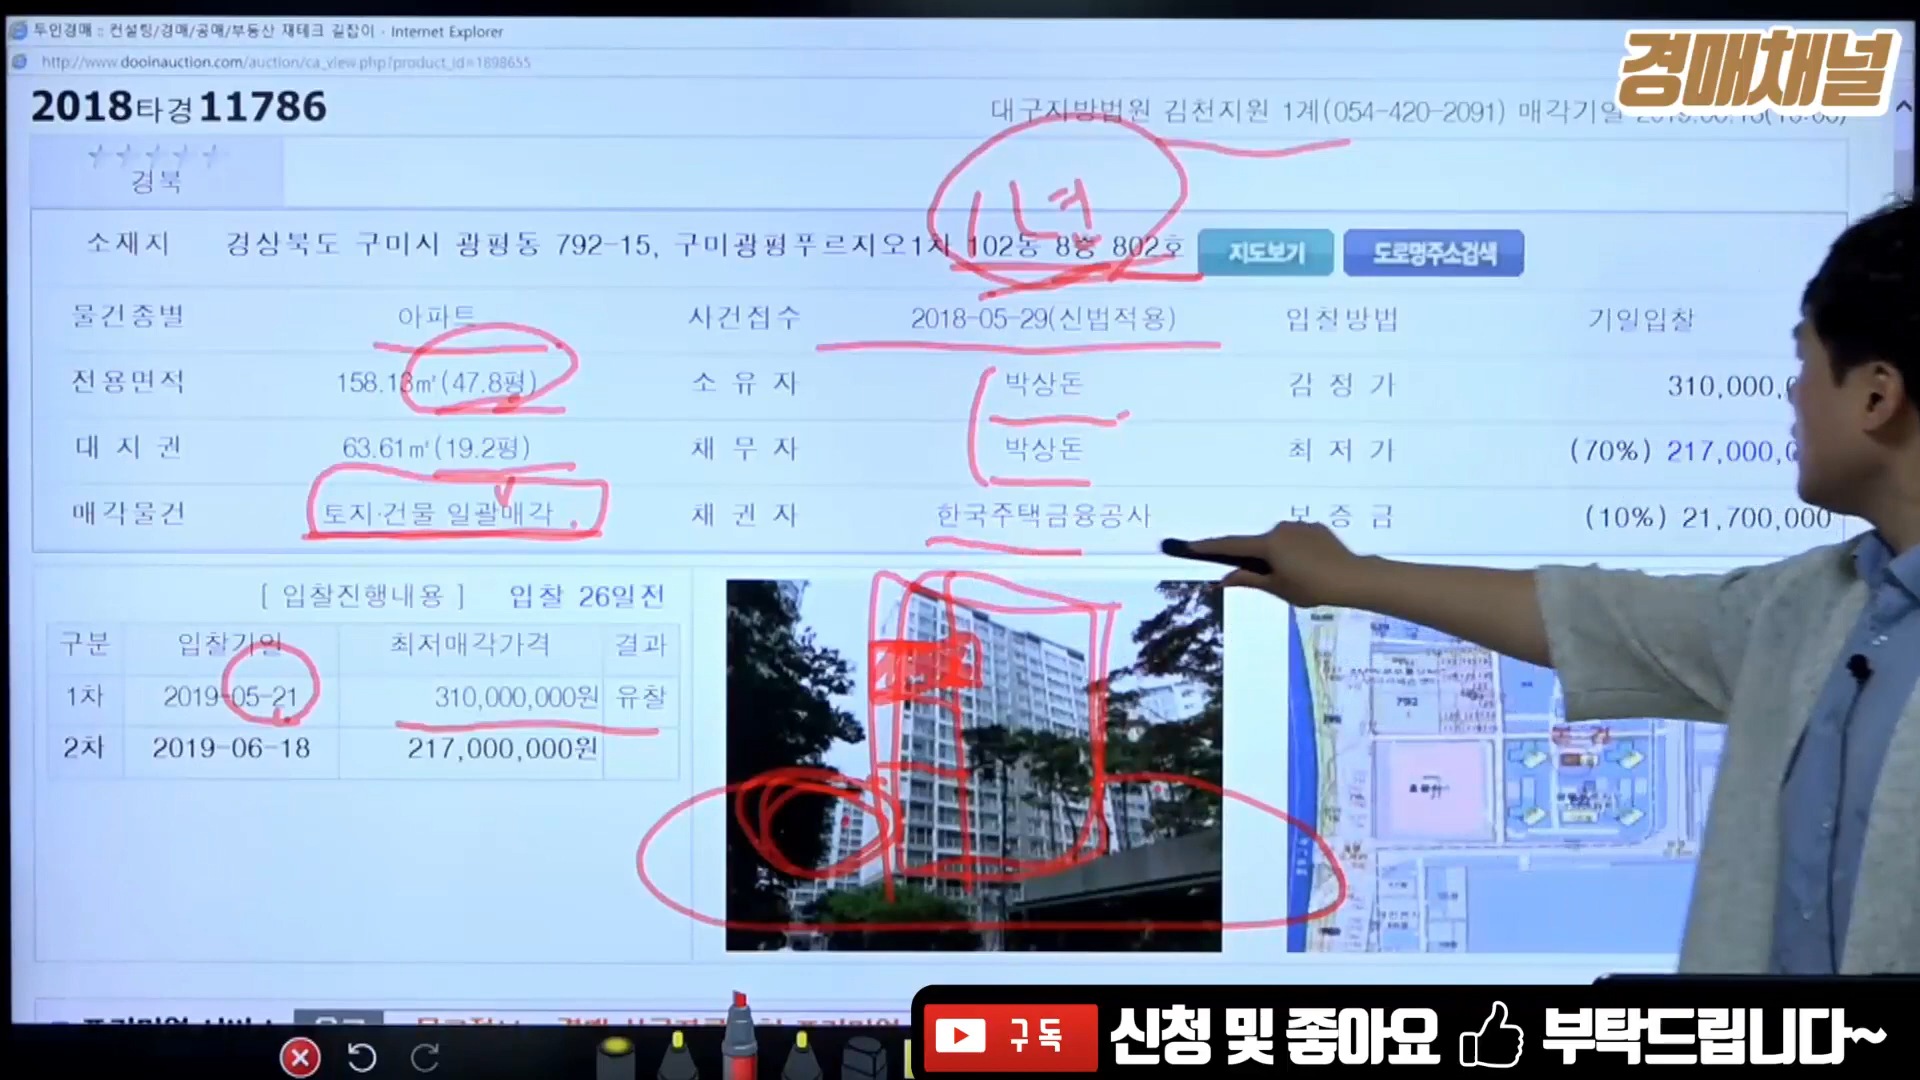 투인경매 :: 컨설팅/경매/공매/부동산 재테크 길잡이 - Internet Explorer
http://www.dooinauction.com/auction/ca_view.php?product_id=1898655
경매채널
2018타경11786
대구지방법원 김천지원 1계(054-420-2091) 매각기일
경북
1년
소재지 경상북도 구미시 광평동 792-15, 구미광평푸르지오1차 102동 8층 802호 지도보기 도로명주소검색
물건종별 아파트 사건접수 2018-05-29(신법적용) 입찰방법 기일입찰
전용면적 158.13㎡(47.8평) 소유자 박상돈 감정가 310,000,0
대지권 63.61㎡(19.2평) 채무자 박상돈 최저가 (70%) 217,000,0
매각물건 토지·건물 일괄매각 채권자 한국주택금융공사 보증금 (10%) 21,700,000
[ 입찰진행내용 ] 입찰 26일전
구분 입찰기일 최저매각가격 결과
1차 2019-05-21 310,000,000원 유찰
2차 2019-06-18 217,000,000원
792
구독 신청 및 좋아요 부탁드립니다~